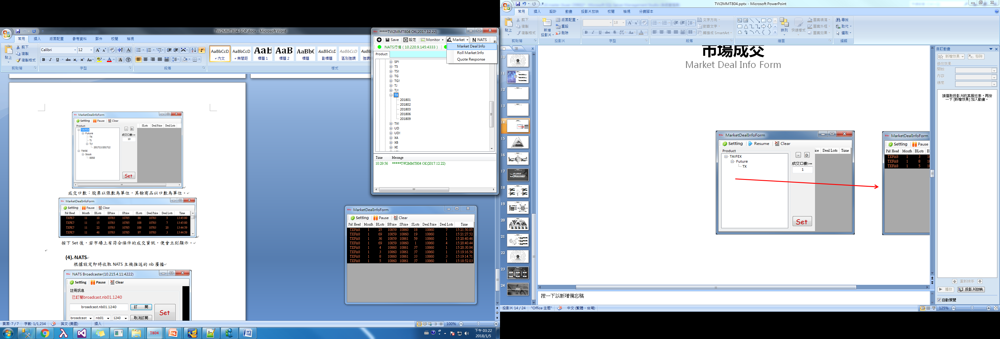 TW2MMT804-SOP.docx - Microsoft Word
常用 插入 版面配置 參考資料 郵件 校閱 檢視
貼上
剪下
複製
複製格式
剪貼簿
Calibri 12
字型
段落
AaBbCcD AaBbCcD AaB AaB AaBb( AaBbCcD AaBbCcD
內文 無間距 標題 1 標題 2 標題 副標題 區別強調
樣式
MarketDealInfoForm
Setting Pause Clear
Product
TAIFEX
Future
TX
TJ
TJ!
201711!201712
TWSE
Stock
0050
- D
成交口數>=
10
Set
SLots Deal Price Deal Lots
成交口數：股票以張數為單位，其餘商品以口數為單位。
MarketDealInfoForm
Setting Pause Clear
Pid Head Month BLots BPrice SPrice SLots Deal Price Deal Lots Time
TXFK7 11 10 10783 10785 88 10783 5 13:45:00
TXFK7 11 15 10783 10785 108 10783 7 13:45:00
TXFK7 11 22 10783 10785 108 10783 20 13:44:59
TXFK7 11 46 10783 10785 97 10783 3 13:44:59
按下 Set 後，若市場上有符合條件的成交資訊，便會立刻顯示。
(4). NATS
根據設定即時收取 NATS 主機推送的 nb 廣播
NATS Broadcaster(10.215.4.11:4222)
Setting Pause Clear
註冊訊息
已訂閱broadcast.nb01.1240
broadcast.nb01.1240 訂 閱
broadcast nb01 1240 取消訂閱
Set
頁面: 7 / 7 字數: 1/1,234 英文 (美國) 插入
100%
T804
下午 03:22
2018/1/5
*****TW2MMT804 OK(2017.12.22)
Save 設定 Monitor Market NATS
NATS行情 ( 10.220.9.145:4333 )
Market Deal Info
Roll Market Info
Quote Response
Product
SP!
T5
T5!
TG
TG!
TJ
TJ!
TX
201801
201802
201803
201806
201809
TX!
UD
UD!
XA
XB
XE
Time Message
10:29:56 *****TW2MMT804 OK(2017.12.22)
MarketDealInfoForm
Setting Pause Clear
Pid Head Month BLots BPrice SPrice SLots Deal Price Deal Lots Time
TXFA8 1 25 10859 10860 18 10860 7 15:21:50.05
TXFA8 1 69 10859 10860 19 10860 1 15:21:27.52
TXFA8 1 36 10859 10861 59 10860 1 15:20:40.46
TXFA8 1 69 10859 10860 1 10860 4 15:20:40.44
TXFA8 1 4 10860 10861 37 10860 1 15:20:30.94
TXFA8 1 3 10860 10861 37 10860 1 15:19:16.56
TXFA8 1 8 10860 10861 33 10860 3 15:19:14.71
TXFA8 1 5 10860 10861 37 10860 1 15:18:52.03
TW2MMT804.pptx - Microsoft PowerPoint
常用 插入 設計 動畫 投影片放映 校閱 檢視 分鏡腳本
貼上
剪下
複製
複製格式
剪貼簿
新增
投影片
版面配置
重設
刪除
投影片
18
字型
文字方向
對齊文字
轉換成 SmartArt
段落
排列
快速樣式
圖案填滿
圖案外框
圖案效果
繪圖
尋找
取代
選取
編輯
10
11
12
13
14
15
16
17
18
19
20
21
22
23
24
市場成交
Market Deal Info Form
MarketDealInfoForm
Setting Resume Clear
Product
TAIFEX
Future
TX
- D
成交口數>=
1
Set
ice Deal Lots Time
MarketDealInfoForm
Setting Pause
Pid Head Month BLots B
TXFA8 1 3 10
TXFA8 1 8 10
TXFA8 1 5 10
按一下以新增備忘稿
投影片 14 / 24 "Office 主題" 中文 (繁體，台灣)
125%
自訂動畫
新增效果 移除
修改效果
開始:
內容:
速度:
請選取投影片的某個元素，再按
一下 [新增效果] 加入動畫。
重新排序
播放 投影片放映
自動預覽